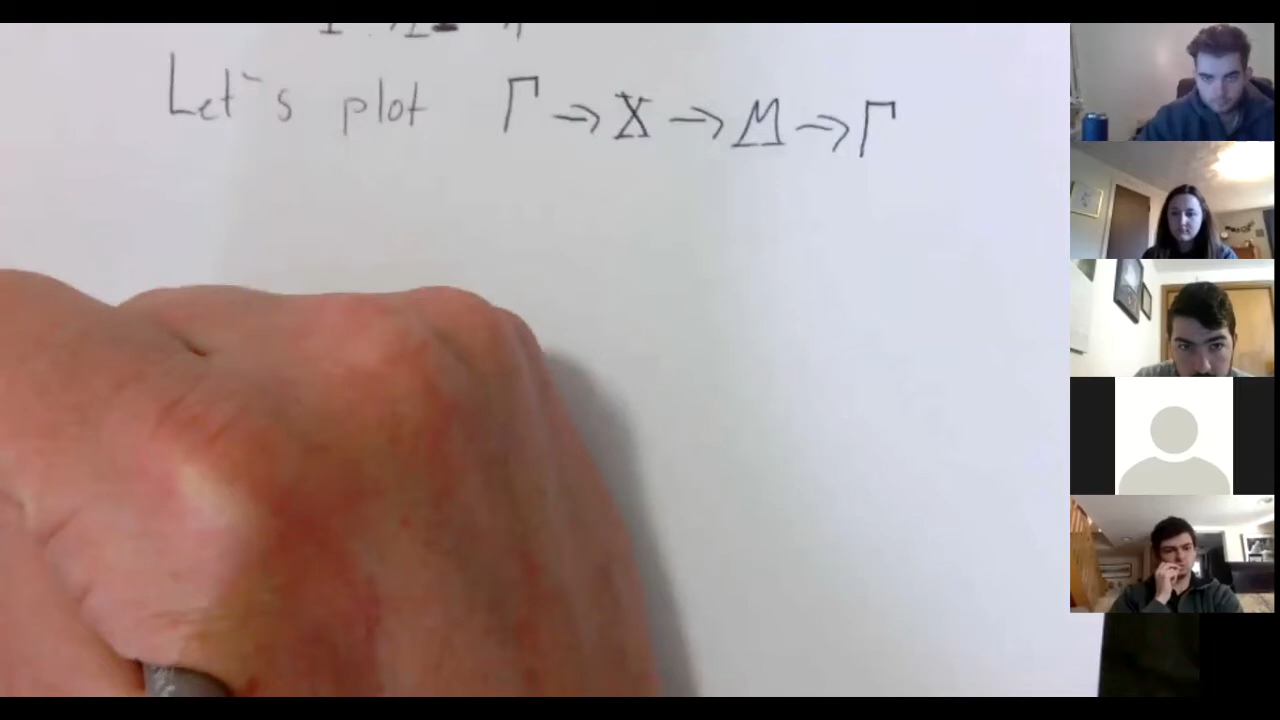 Let's plot Γ → X → M → Γ